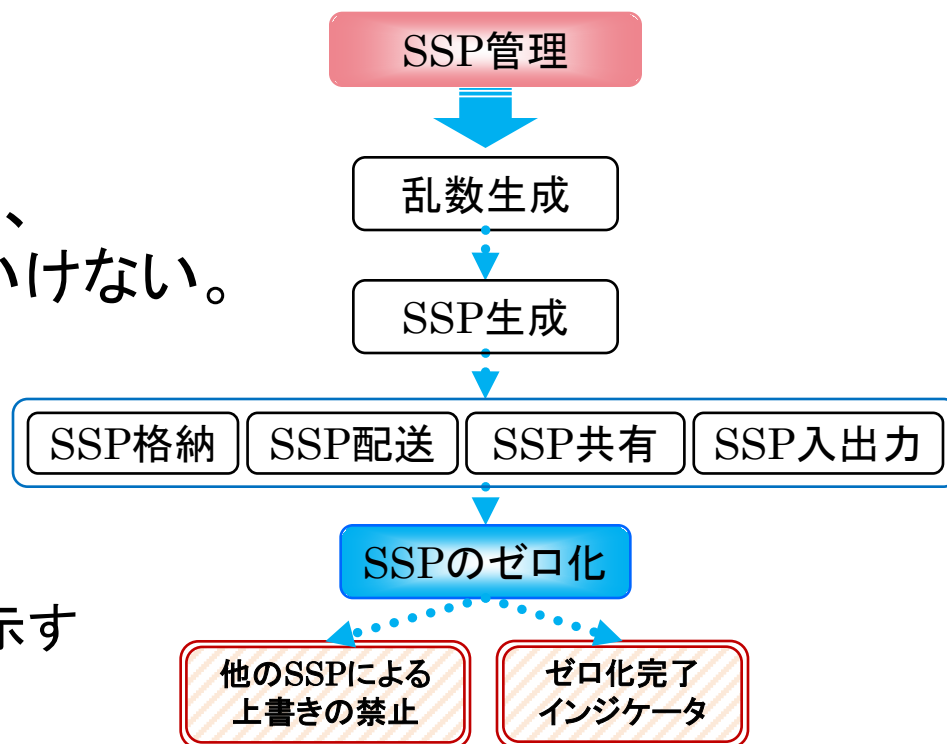 SSP管理
乱数生成
、
いけない。
SSP生成
SSP格納
SSP配送
SSP共有
SSP入出力
SSPのゼロ化
示す
他のSSPによる
上書きの禁止
ゼロ化完了
インジケータ